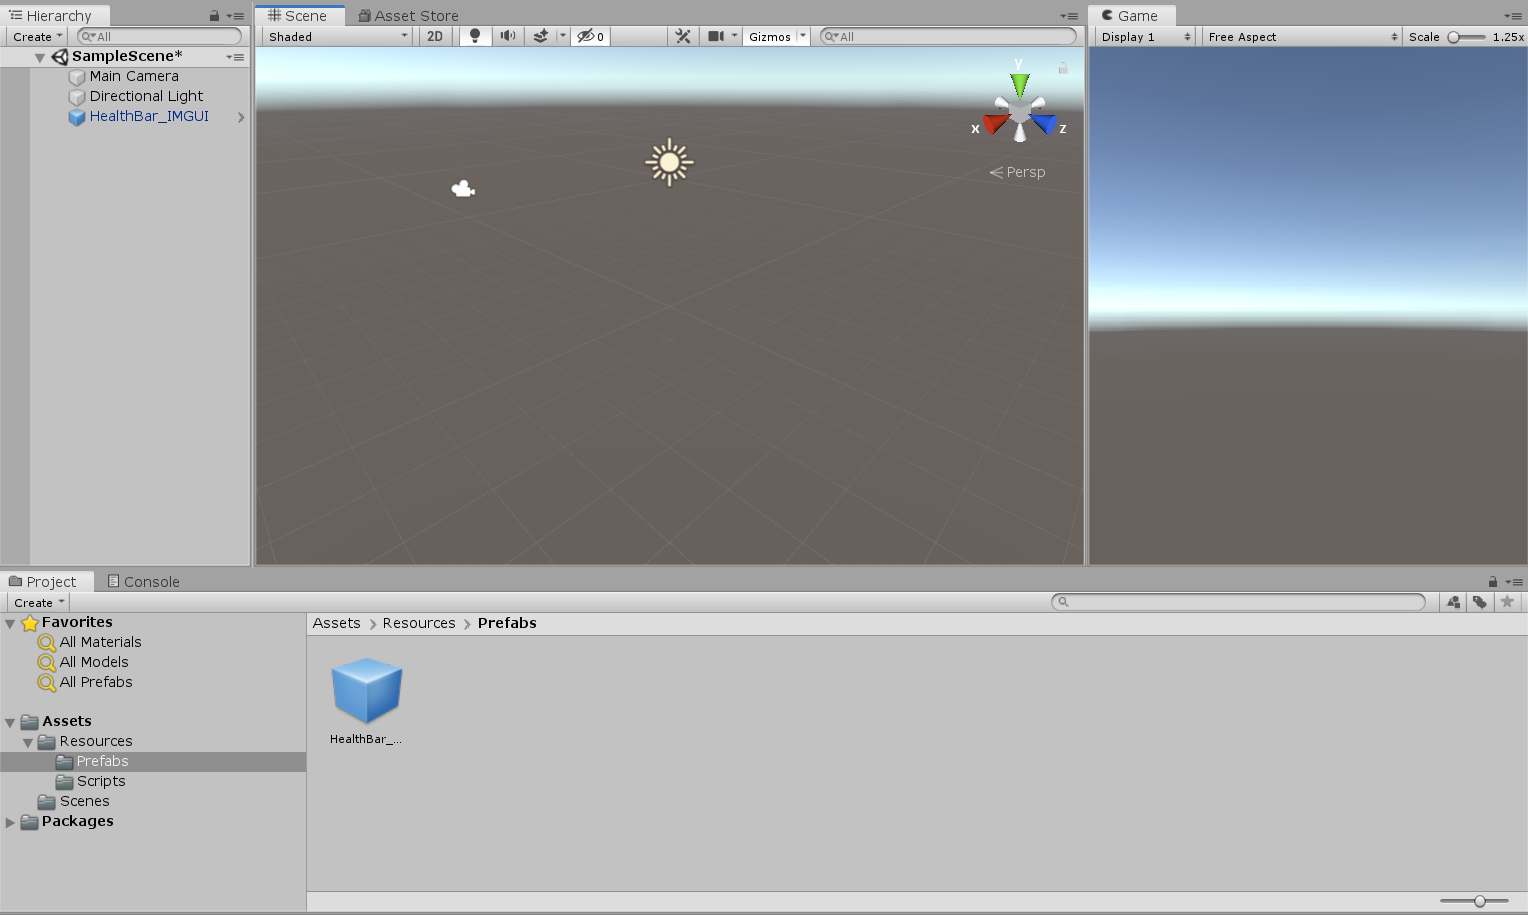 Hierarchy
Create
All
SampleScene*
Main Camera
Directional Light
HealthBar_IMGUI
Scene
Asset Store
Shaded
2D
0
Gizmos
All
y
x
z
Persp
Game
Display 1
Free Aspect
Scale
1.25x
Project
Console
Create
Favorites
All Materials
All Models
All Prefabs
Assets
Resources
Prefabs
Scripts
Scenes
Packages
Assets > Resources > Prefabs
HealthBar_...